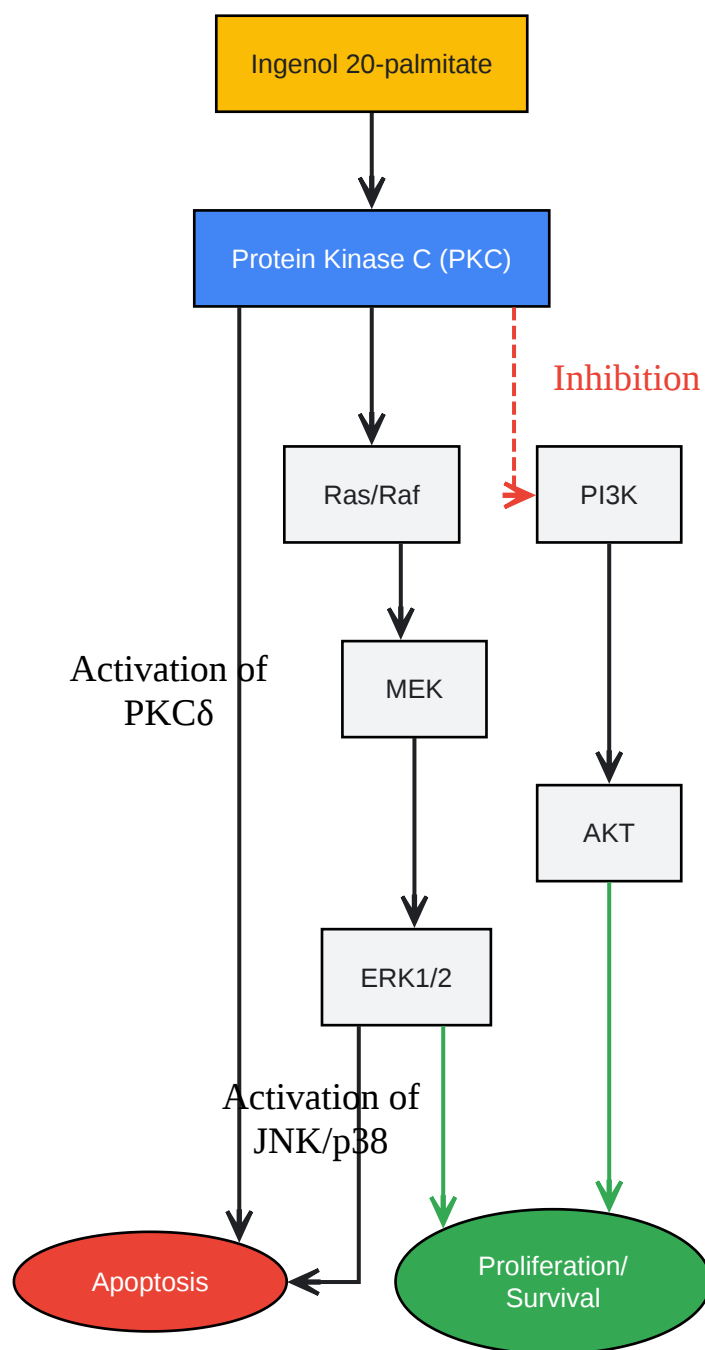 Ingenol 20-palmitate
Protein Kinase C (PKC)
Inhibition
Ras/Raf
PI3K
Activation of
PKCδ
MEK
AKT
ERK1/2
Activation of
JNK/p38
Apoptosis
Proliferation/
Survival